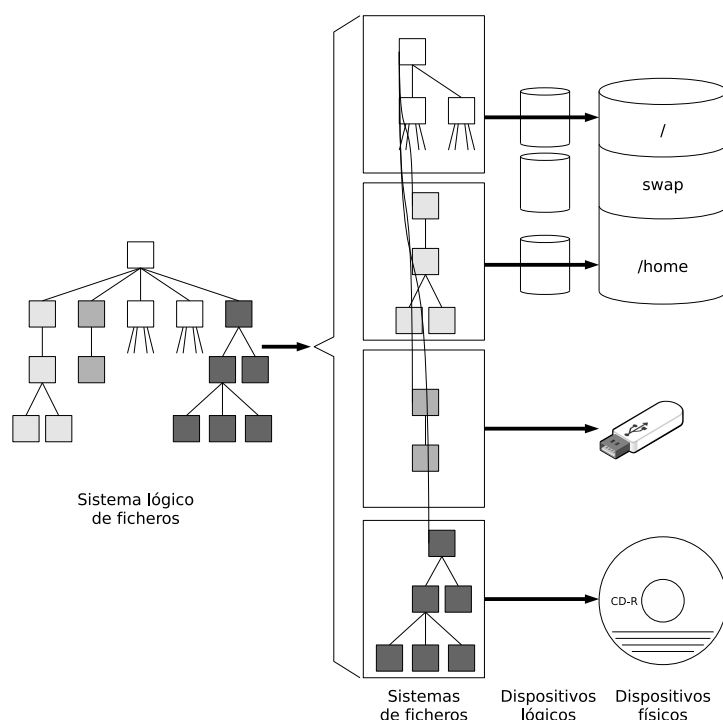 /
swap
/home
CD-R
Sistema lógico
de ficheros
Sistemas
de ficheros
Dispositivos
lógicos
Dispositivos
físicos